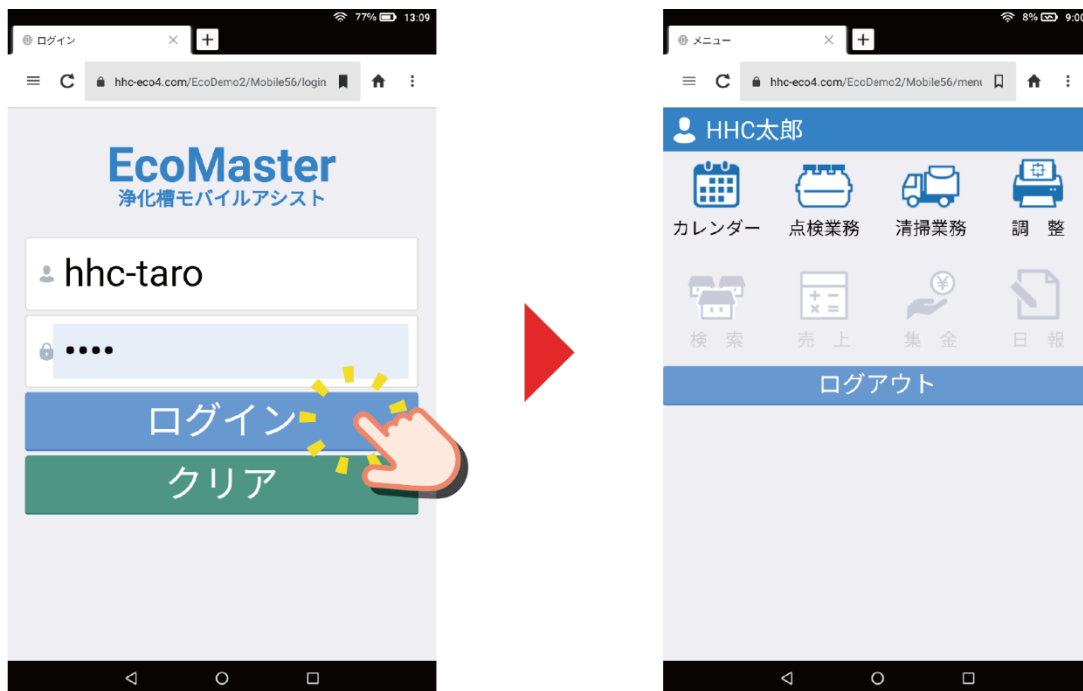 77% 13:09
ログイン
hhc-eco4.com/EcoDemo2/Mobile56/login
EcoMaster
浄化槽モバイルアシスト
hhc-taro
••••
ログイン
クリア
8% 9:00
メニュー
hhc-eco4.com/EcoDemo2/Mobile56/menu
HHC太郎
カレンダー 点検業務 清掃業務 調 整
検 索 売 上 集 金 日 報
ログアウト